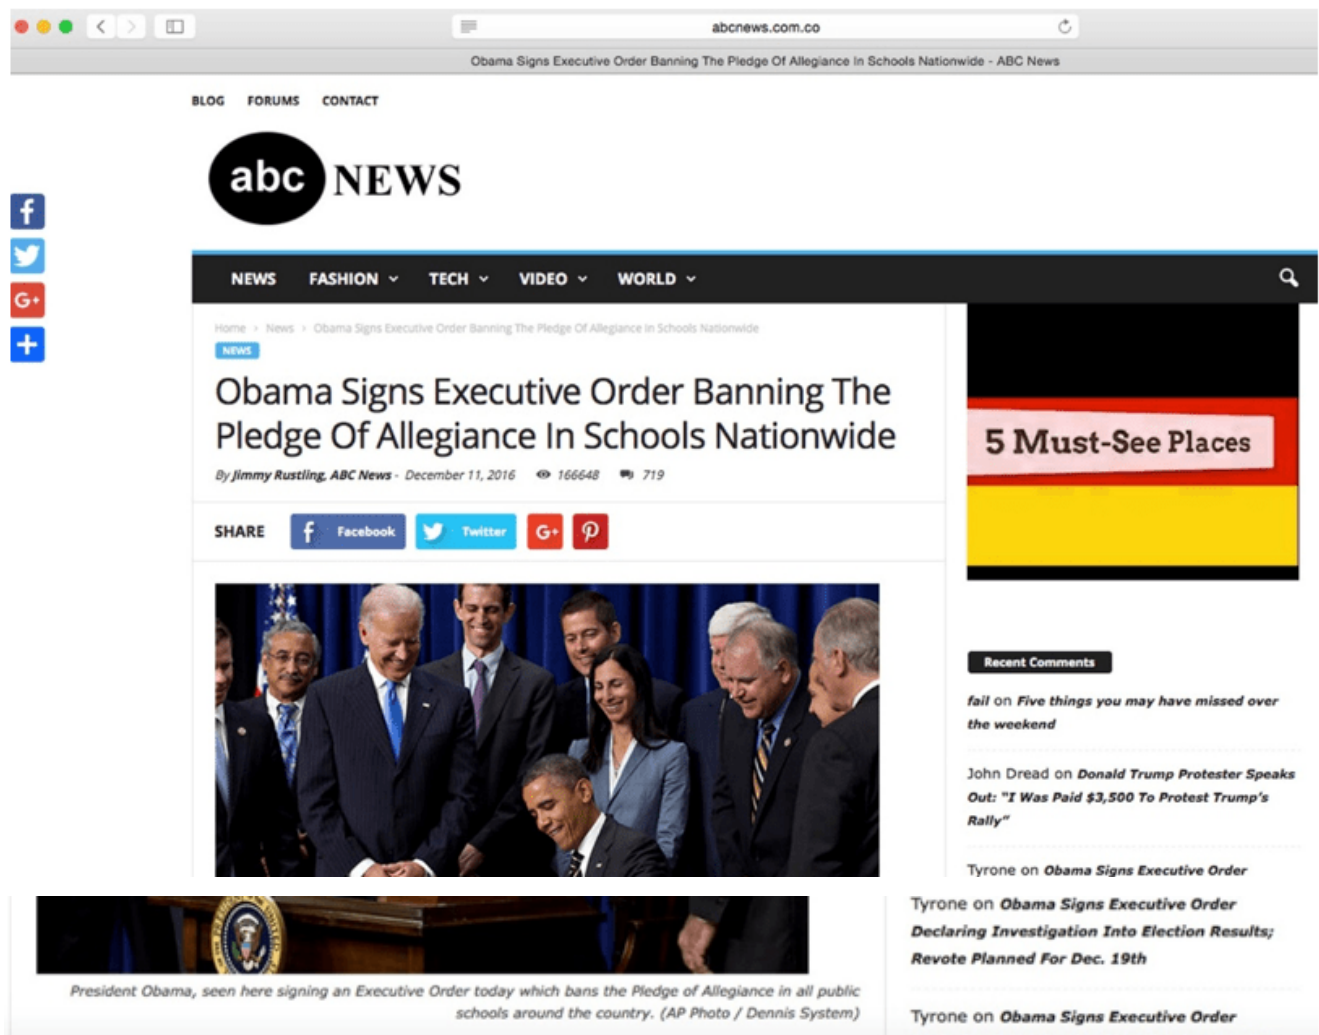 abcnews.com.co
Obama Signs Executive Order Banning The Pledge Of Allegiance In Schools Nationwide - ABC News
BLOG FORUMS CONTACT
abc NEWS
NEWS FASHION TECH VIDEO WORLD
Home › News › Obama Signs Executive Order Banning The Pledge Of Allegiance In Schools Nationwide
NEWS
Obama Signs Executive Order Banning The
Pledge Of Allegiance In Schools Nationwide
By Jimmy Rustling, ABC News - December 11, 2016 166648 719
SHARE f Facebook Twitter G+
f
G+
5 Must-See Places
Recent Comments
fail on Five things you may have missed over
the weekend
John Dread on Donald Trump Protester Speaks
Out: "I Was Paid $3,500 To Protest Trump's
Rally"
Tyrone on Obama Signs Executive Order
Tyrone on Obama Signs Executive Order
Declaring Investigation Into Election Results;
Revote Planned For Dec. 19th
Tyrone on Obama Signs Executive Order
President Obama, seen here signing an Executive Order today which bans the Pledge of Allegiance in all public
schools around the country. (AP Photo / Dennis System)